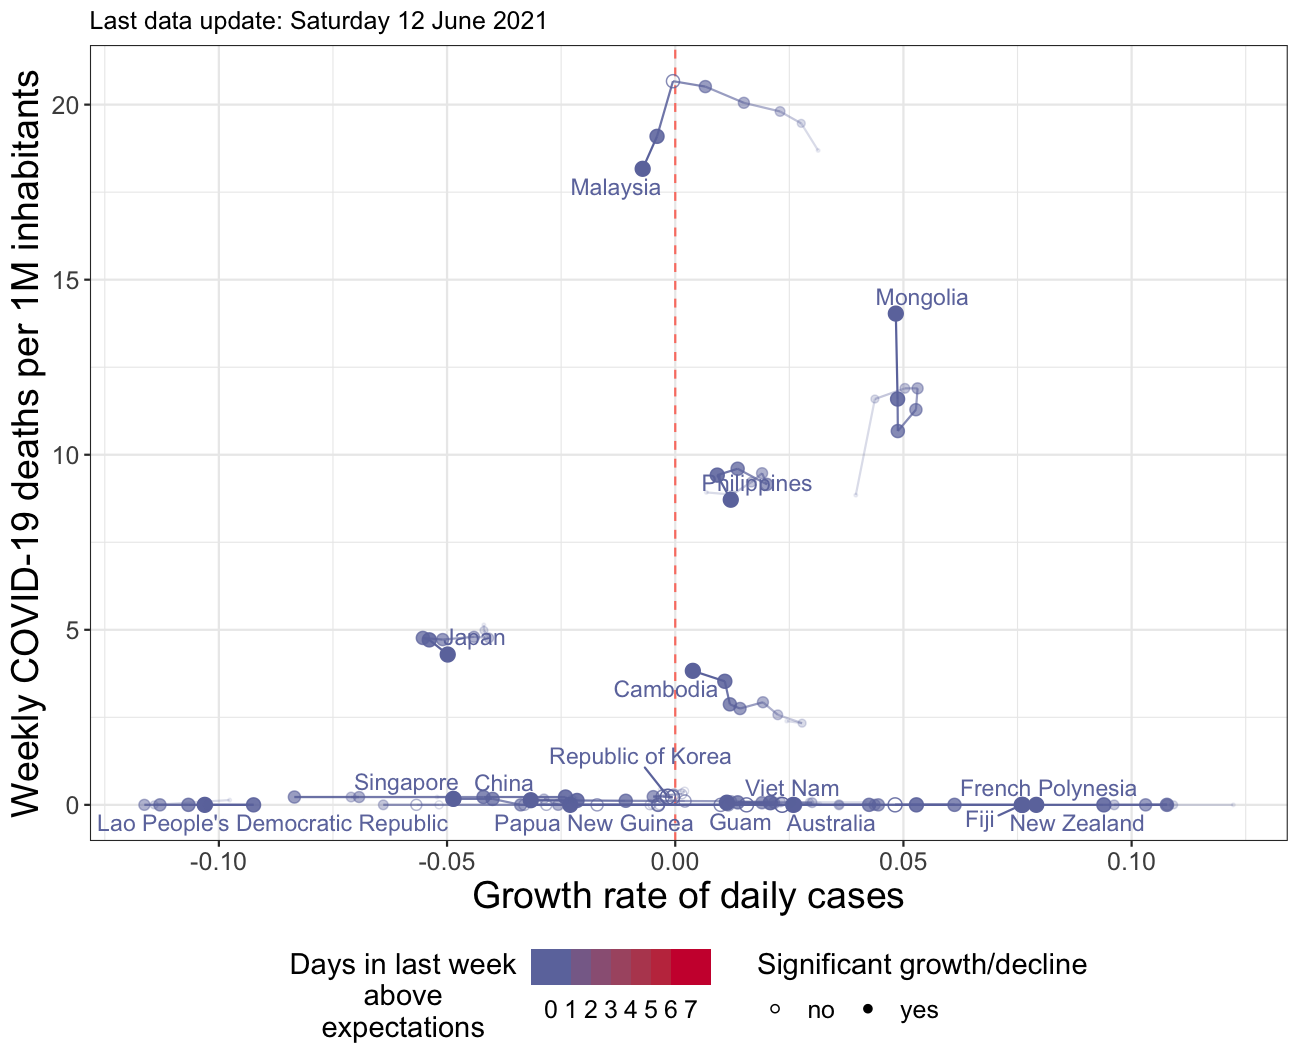 Last data update: Saturday 12 June 2021
Weekly COVID-19 deaths per 1M inhabitants
20
15
10
5
0
Malaysia
Mongolia
Philippines
Japan
Cambodia
Republic of Korea
Singapore
China
Viet Nam
French Polynesia
Lao People's Democratic Republic
Papua New Guinea
Guam
Australia
Fiji
New Zealand
-0.10
-0.05
0.00
0.05
0.10
Growth rate of daily cases
Days in last week
above
expectations
0 1 2 3 4 5 6 7
Significant growth/decline
no
yes